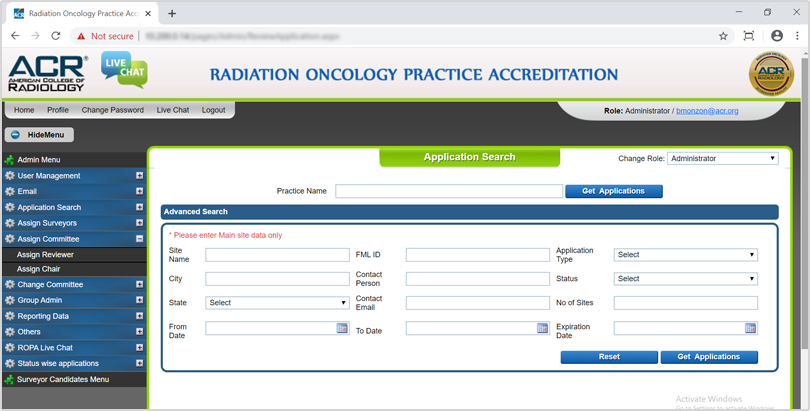 Radiation Oncology Practice Acc
Not secure
ACR
AMERICAN COLLEGE OF
RADIOLOGY
LIVE
CHAT
RADIATION ONCOLOGY PRACTICE ACCREDITATION
ACR
Home Profile Change Password Live Chat Logout
Role: Administrator / bmonzon@acr.org
HideMenu
Application Search
Change Role: Administrator
Admin Menu
User Management
Email
Application Search
Assign Surveyors
Assign Committee
Assign Reviewer
Assign Chair
Change Committee
Group Admin
Reporting Data
Others
ROPA Live Chat
Status wise applications
Surveyor Candidates Menu
Practice Name Get Applications
Advanced Search
* Please enter Main site data only
Site
Name
FML ID
Application
Type
Select
City
Contact
Person
Status
Select
State
Select
Contact
Email
No of Sites
From
Date
To Date
Expiration
Date
Reset Get Applications
Activate Windows
Go to Settings to activate Windows